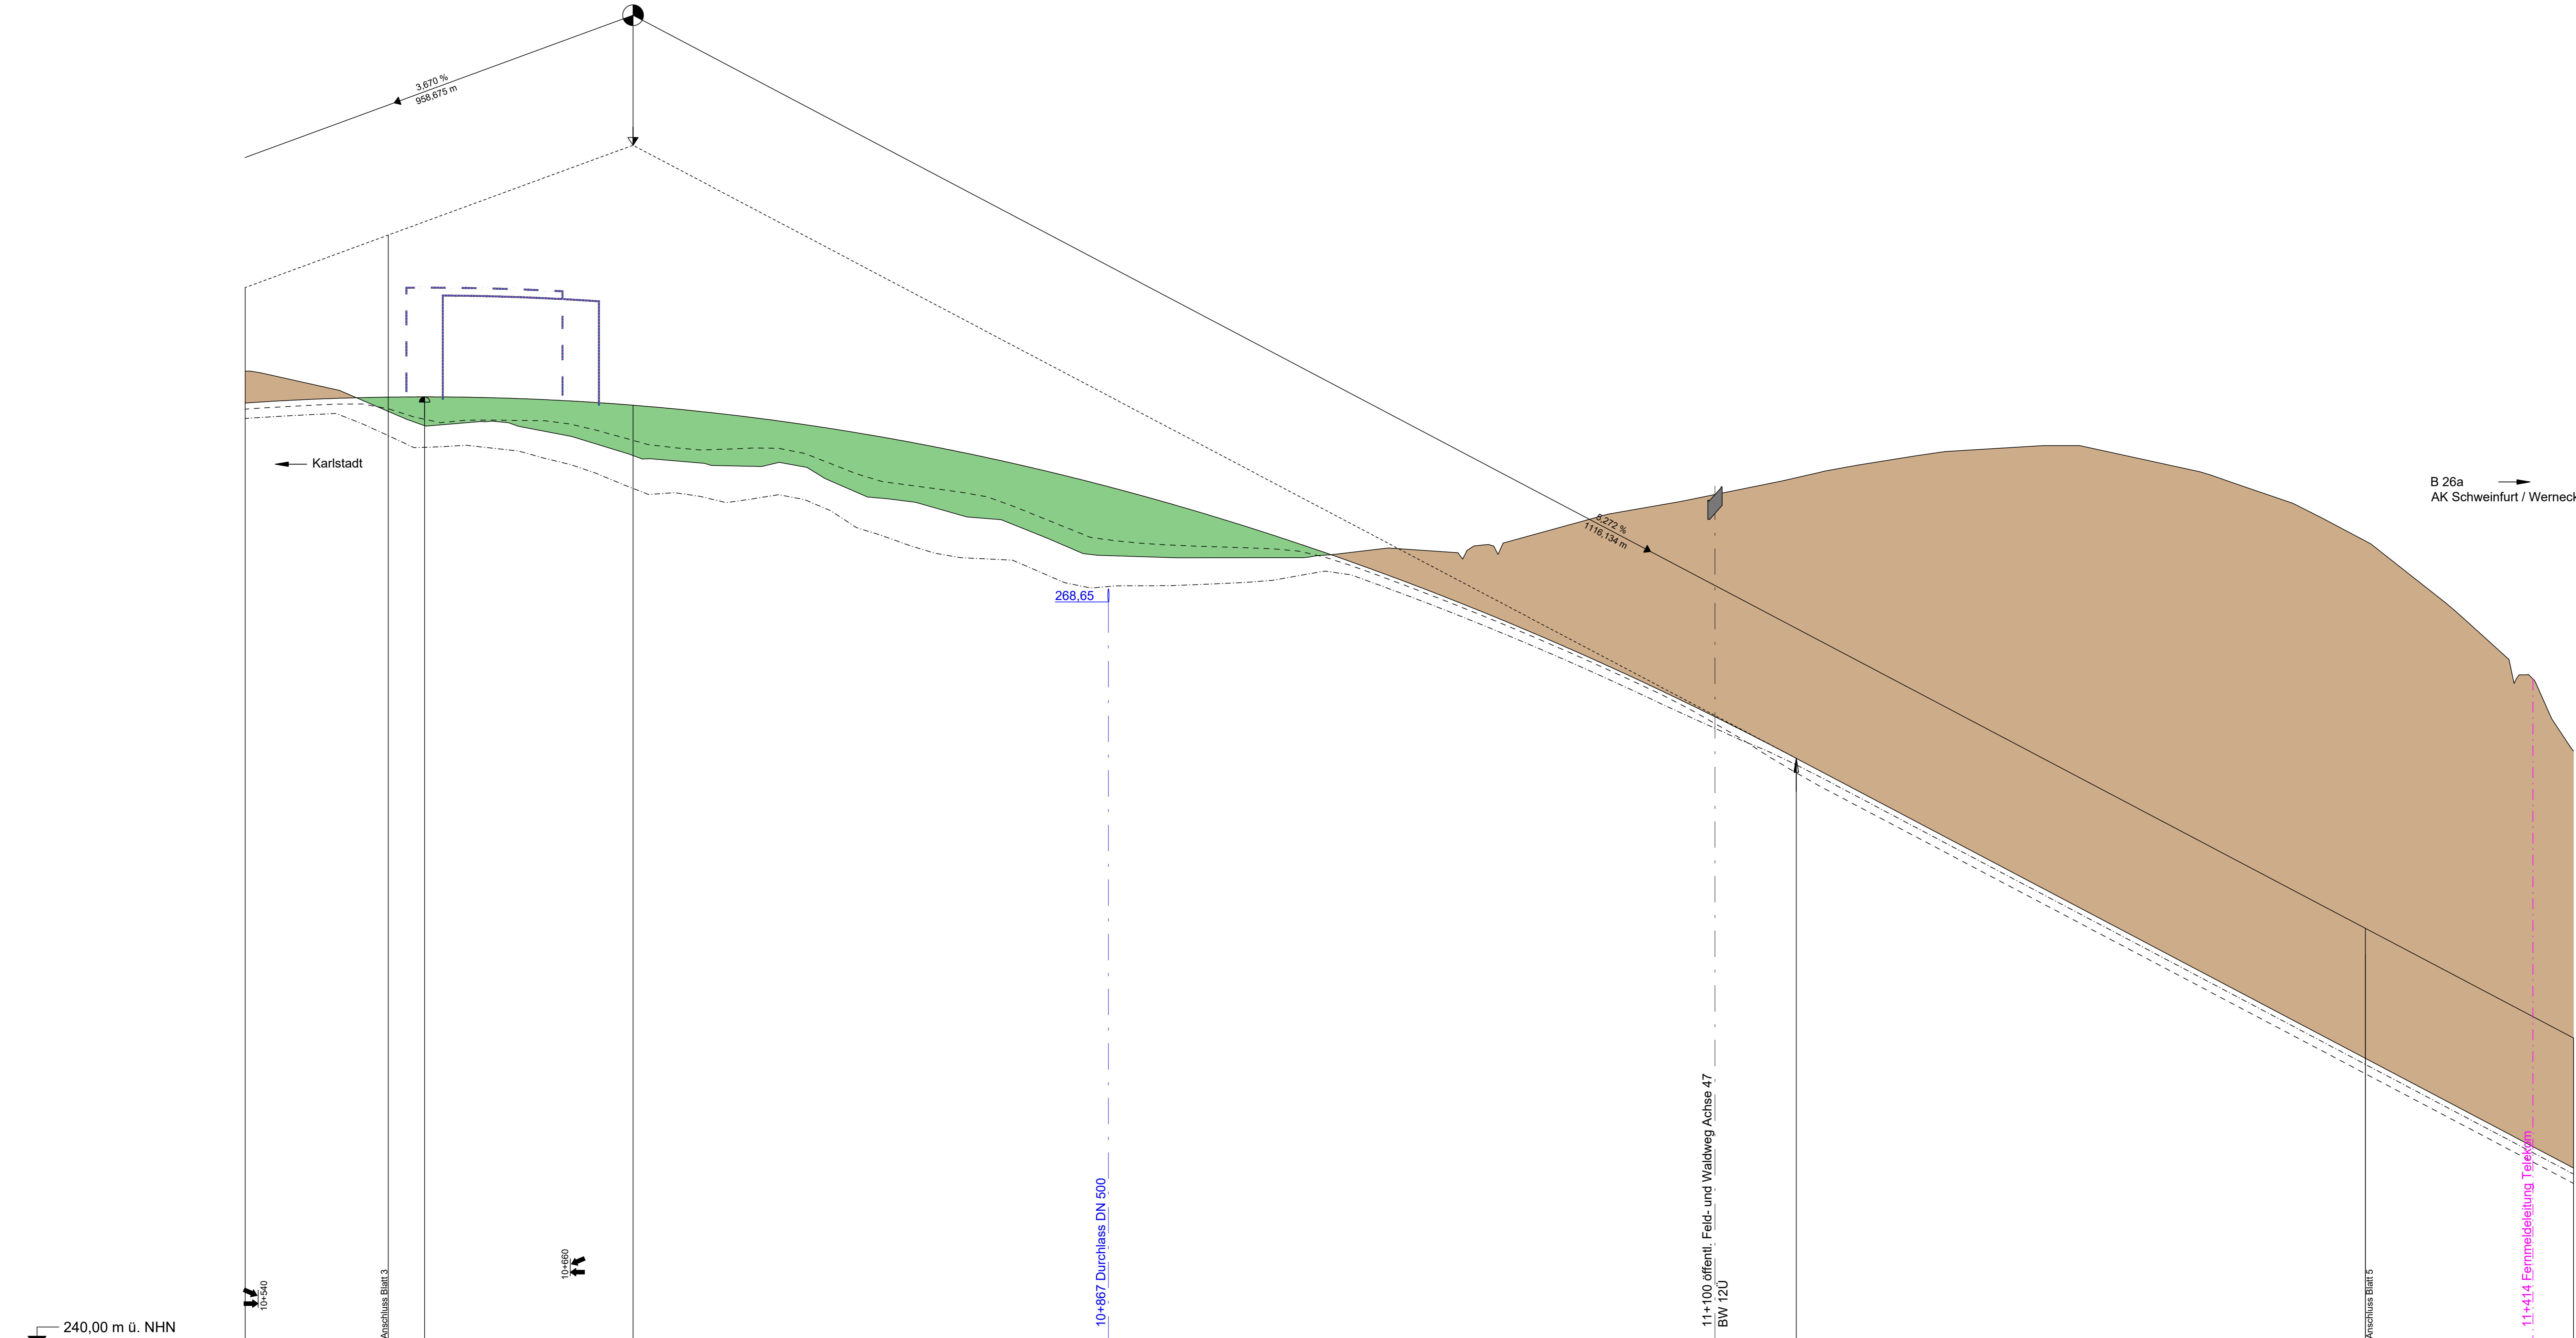 3,670 %
958,675 m
Karlstadt
5,272 %
1116,134 m
B 26a
AK Schweinfurt / Werneck
268,65
10+540
Anschluss Blatt 3
10+660
10+867 Durchlass DN 500
11+100 öffentl. Feld- und Waldweg Achse 47
BW 12Ü
Anschluss Blatt 5
11+414 Fernmeldeleitung Telekom
240,00 m ü. NHN